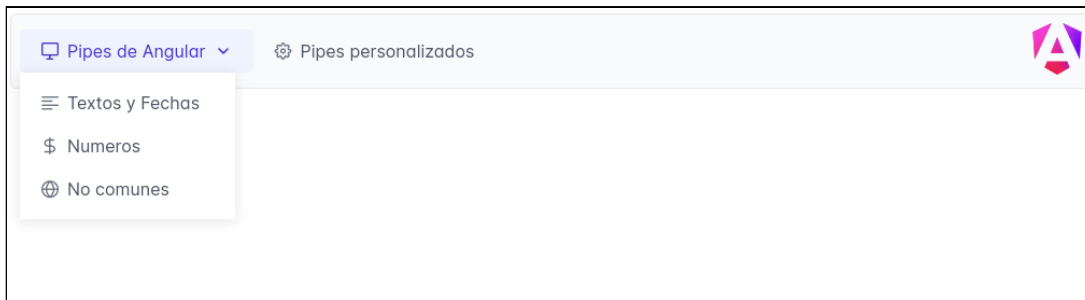 Pipes de Angular
Pipes personalizados
Textos y Fechas
$ Numeros
No comunes